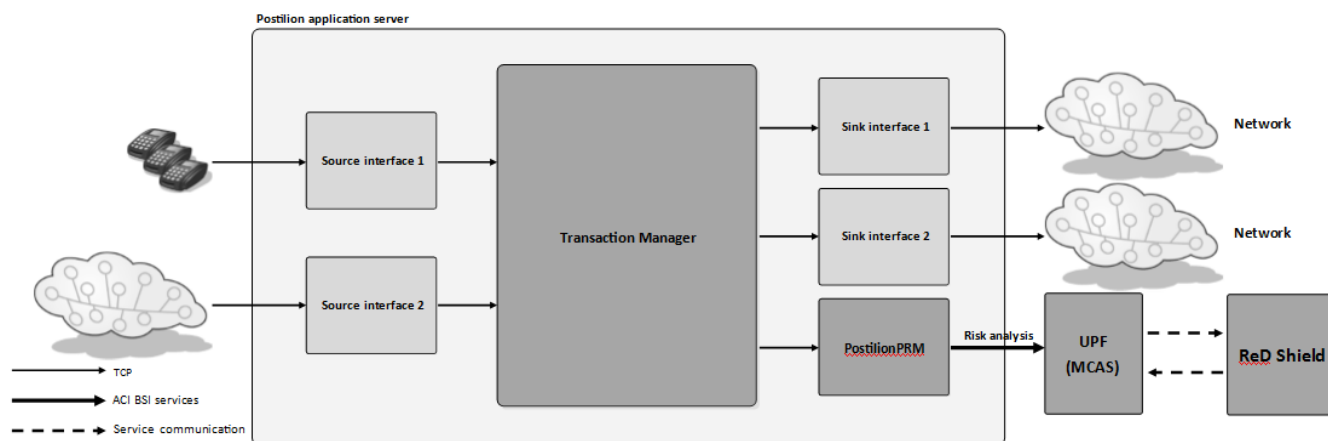 Postilion application server
Source interface 1
Transaction Manager
Sink interface 1
Network
Sink interface 2
Network
Source interface 2
PostilionPRM
Risk analysis
UPF
(MCAS)
ReD Shield
TCP
ACI BSI services
Service communication